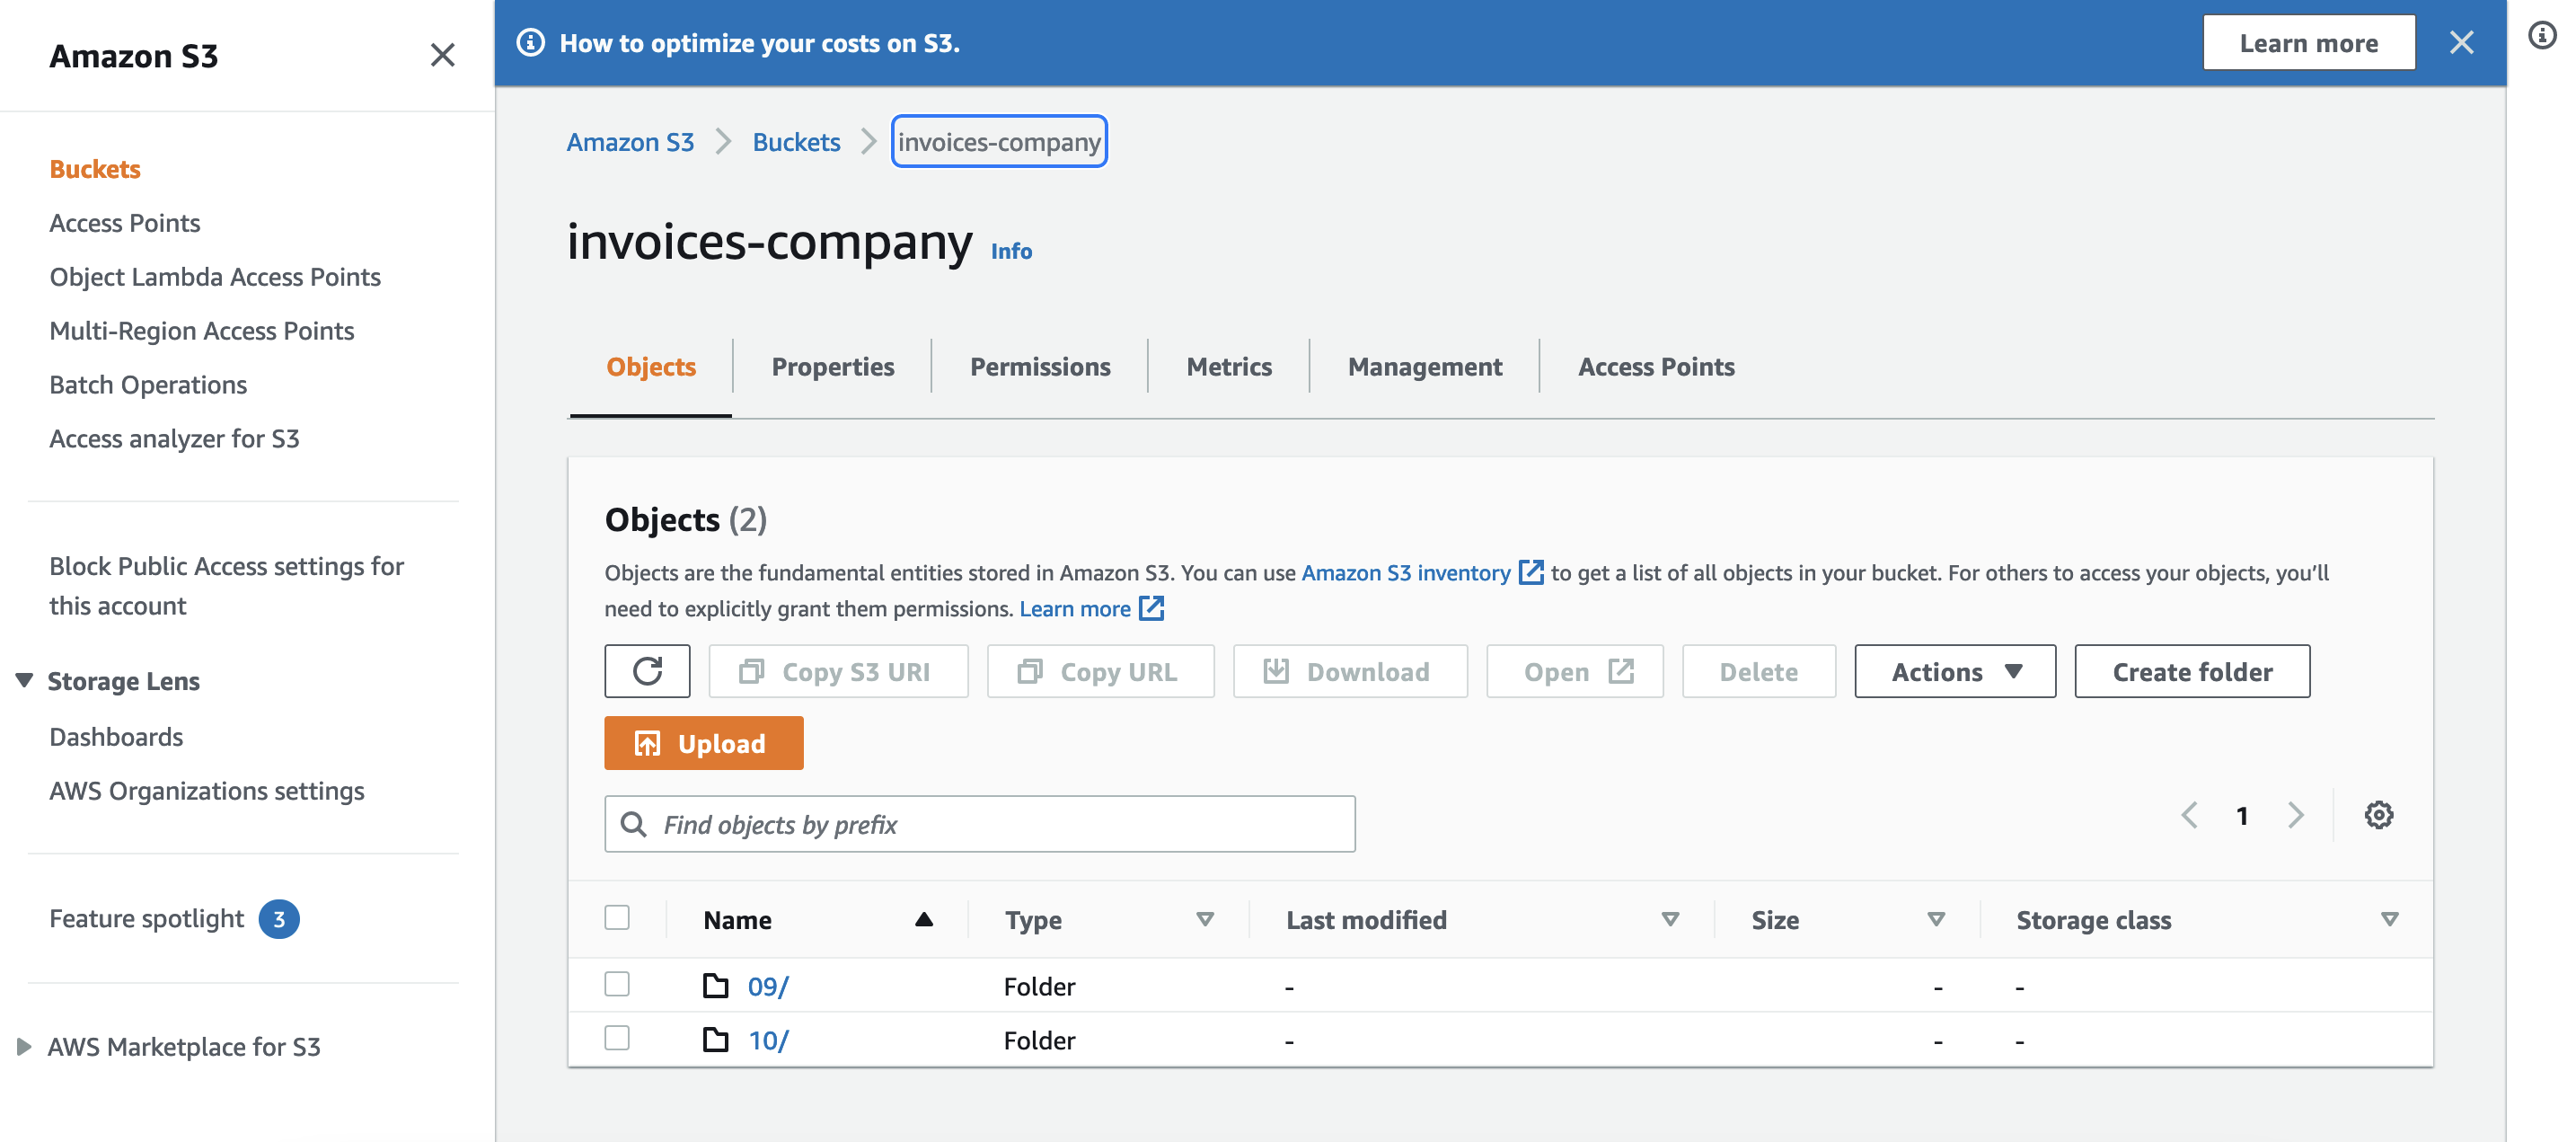 Amazon S3
Buckets
Access Points
Object Lambda Access Points
Multi-Region Access Points
Batch Operations
Access analyzer for S3
Block Public Access settings for
this account
Storage Lens
Dashboards
AWS Organizations settings
Feature spotlight 3
AWS Marketplace for S3
How to optimize your costs on S3. Learn more
Amazon S3 Buckets invoices-company
invoices-company Info
Objects Properties Permissions Metrics Management Access Points
Objects (2)
Objects are the fundamental entities stored in Amazon S3. You can use Amazon S3 inventory to get a list of all objects in your bucket. For others to access your objects, you’ll
need to explicitly grant them permissions. Learn more
Copy S3 URI Copy URL Download Open Delete Actions Create folder
Upload
Find objects by prefix 1
Name Type Last modified Size Storage class
09/ Folder - - -
10/ Folder - - -